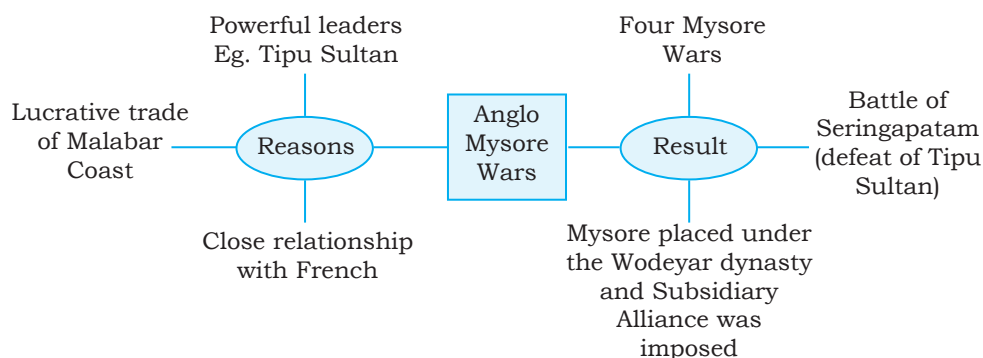 Powerful leaders
Eg. Tipu Sultan
Four Mysore
Wars
Lucrative trade
of Malabar
Coast
Reasons
Anglo
Mysore
Wars
Result
Battle of
Seringapatam
(defeat of Tipu
Sultan)
Close relationship
with French
Mysore placed under
the Wodeyar dynasty
and Subsidiary
Alliance was
imposed